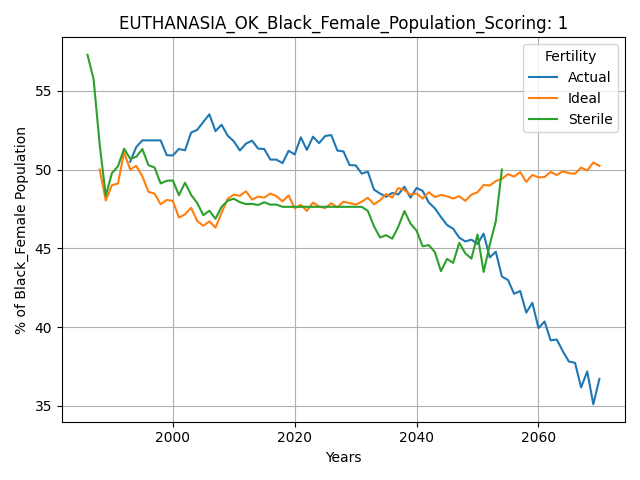 EUTHANASIA_OK_Black_Female_Population_Scoring: 1
% of Black_Female Population
55
50
45
40
35
2000
2020
2040
2060
Years
Fertility
Actual
Ideal
Sterile